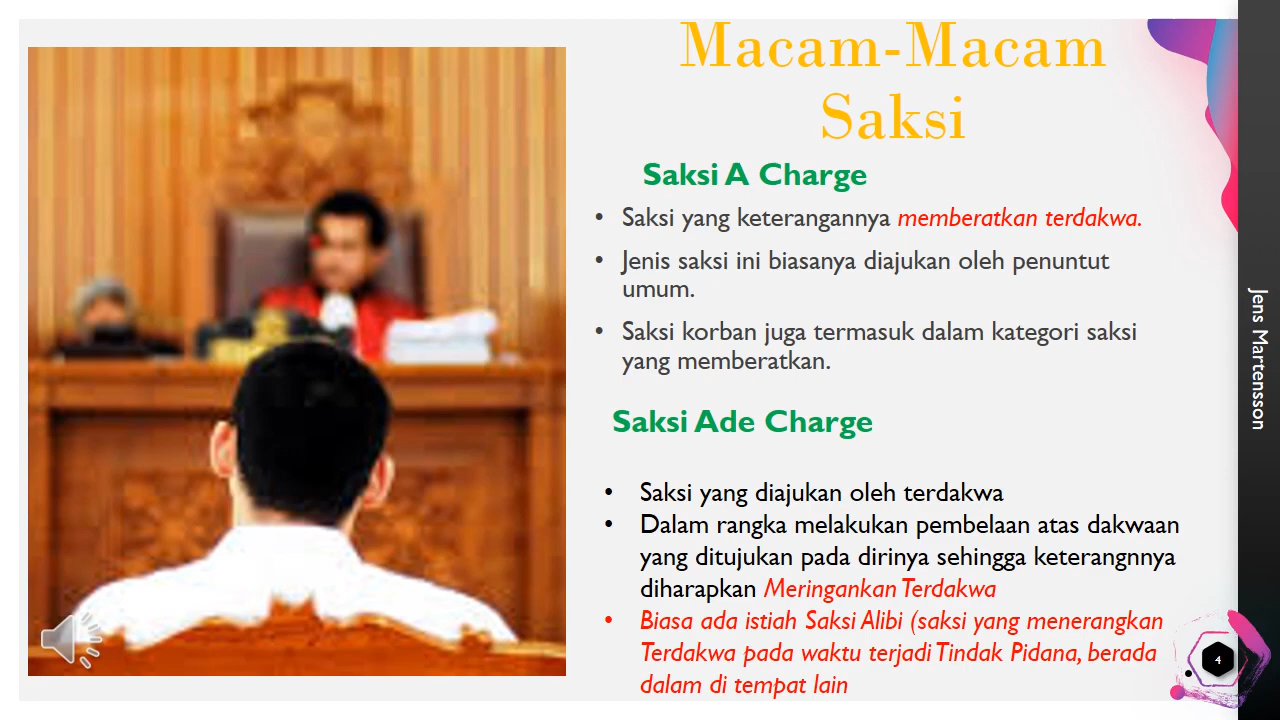 Macam-Macam
Saksi
Saksi A Charge
• Saksi yang keterangannya memberatkan terdakwa.
• Jenis saksi ini biasanya diajukan oleh penuntut
umum.
• Saksi korban juga termasuk dalam kategori saksi
yang memberatkan.
Saksi Ade Charge
• Saksi yang diajukan oleh terdakwa
• Dalam rangka melakukan pembelaan atas dakwaan
yang ditujukan pada dirinya sehingga keterangnnya
diharapkan Meringankan Terdakwa
• Biasa ada istiah Saksi Alibi (saksi yang menerangkan
Terdakwa pada waktu terjadi Tindak Pidana, berada
dalam di tempat lain
Jens Martensson
4